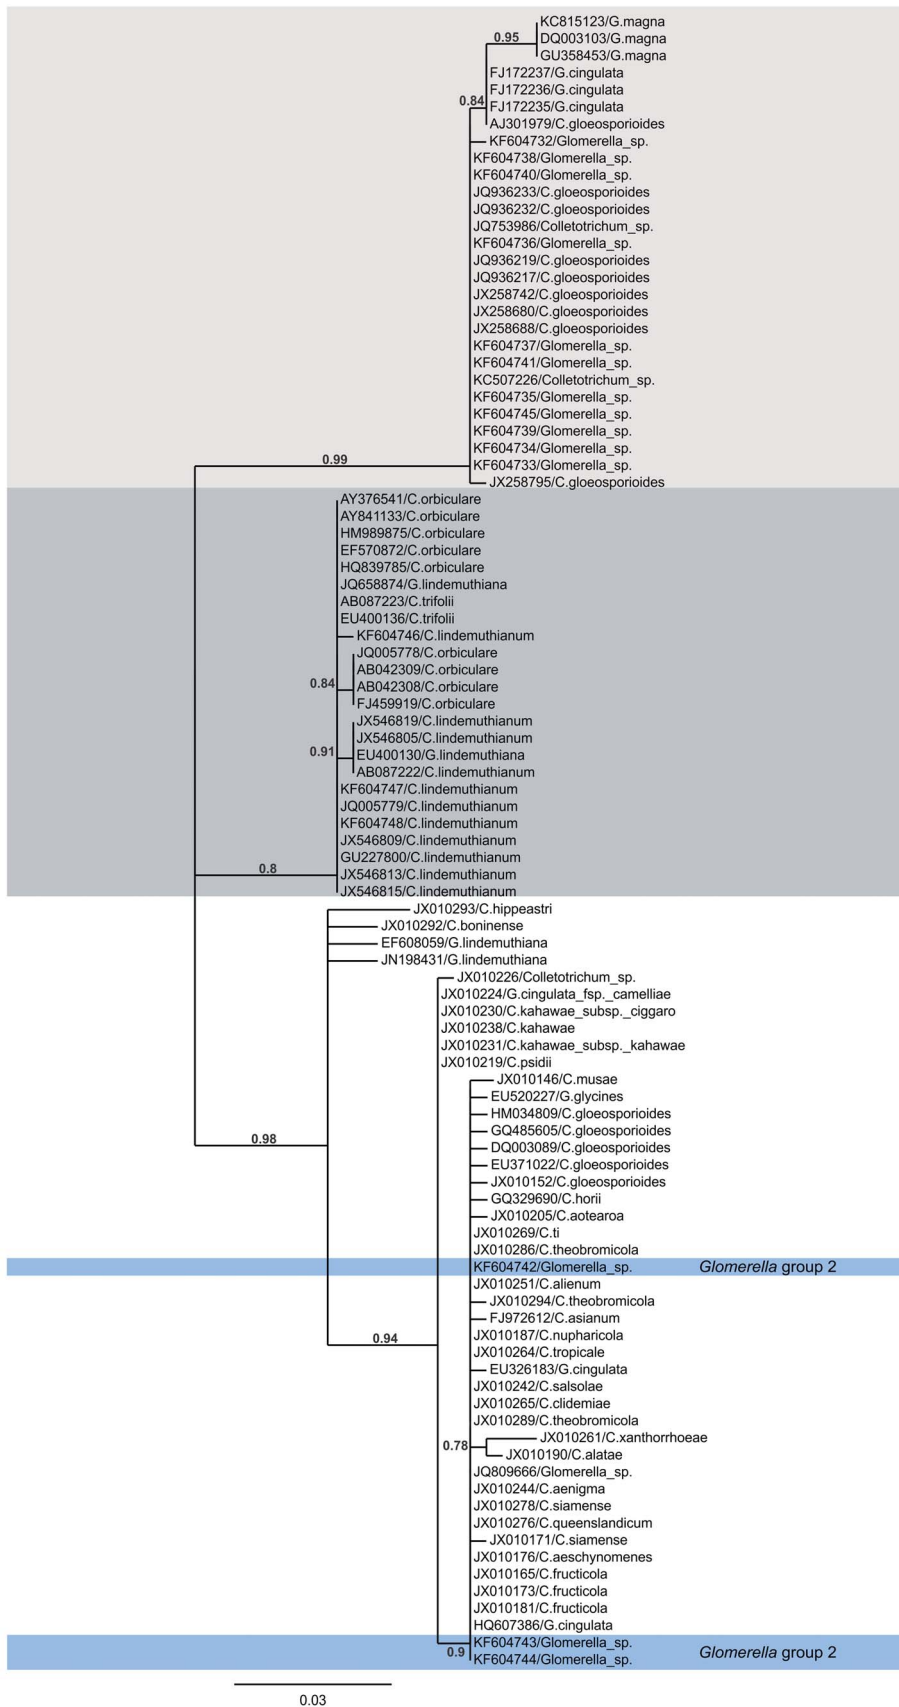 KC815123/G.magna
0.95
DQ003103/G.magna
GU358453/G.magna
FJ172237/G.cingulata
FJ172236/G.cingulata
0.84
FJ172235/G.cingulata
AJ301979/C.gloeosporioides
KF604732/Glomerella_sp.
KF604738/Glomerella_sp.
KF604740/Glomerella_sp.
JQ936233/C.gloeosporioides
JQ936232/C.gloeosporioides
JQ753986/Colletotrichum_sp.
KF604736/Glomerella_sp.
JQ936219/C.gloeosporioides
JQ936217/C.gloeosporioides
JX258742/C.gloeosporioides
JX258680/C.gloeosporioides
JX258688/C.gloeosporioides
KF604737/Glomerella_sp.
KF604741/Glomerella_sp.
KC507226/Colletotrichum_sp.
KF604735/Glomerella_sp.
KF604745/Glomerella_sp.
KF604739/Glomerella_sp.
KF604734/Glomerella_sp.
0.99
KF604733/Glomerella_sp.
JX258795/C.gloeosporioides
AY376541/C.orbiculare
AY841133/C.orbiculare
HM989875/C.orbiculare
EF570872/C.orbiculare
HQ839785/C.orbiculare
JQ658874/G.lindemuthiana
AB087223/C.trifolii
EU400136/C.trifolii
KF604746/C.lindemuthianum
JQ005778/C.orbiculare
AB042309/C.orbiculare
0.84
AB042308/C.orbiculare
FJ459919/C.orbiculare
JX546819/C.lindemuthianum
JX546805/C.lindemuthianum
0.91
EU400130/G.lindemuthiana
AB087222/C.lindemuthianum
KF604747/C.lindemuthianum
JQ005779/C.lindemuthianum
KF604748/C.lindemuthianum
JX546809/C.lindemuthianum
GU227800/C.lindemuthianum
0.8
JX546813/C.lindemuthianum
JX546815/C.lindemuthianum
JX010293/C.hippeastri
JX010292/C.boninense
EF608059/G.lindemuthiana
JN198431/G.lindemuthiana
JX010226/Colletotrichum_sp.
JX010224/G.cingulata_fsp._camelliae
JX010230/C.kahawae_subsp._ciggaro
JX010238/C.kahawae
JX010231/C.kahawae_subsp._kahawae
JX010219/C.psidii
JX010146/C.musae
EU520227/G.glycines
HM034809/C.gloeosporioides
GQ485605/C.gloeosporioides
0.98
DQ003089/C.gloeosporioides
EU371022/C.gloeosporioides
JX010152/C.gloeosporioides
GQ329690/C.horii
JX010205/C.aotearoa
JX010269/C.ti
JX010286/C.theobromicola
KF604742/Glomerella_sp. Glomerella group 2
JX010251/C.alienum
JX010294/C.theobromicola
FJ972612/C.asianum
JX010187/C.nupharicola
0.94
JX010264/C.tropicale
EU326183/G.cingulata
JX010242/C.salsolae
JX010265/C.clidemiae
JX010289/C.theobromicola
JX010261/C.xanthorrhoeae
0.78
JX010190/C.alatae
JQ809666/Glomerella_sp.
JX010244/C.aenigma
JX010278/C.siamense
JX010276/C.queenslandicum
JX010171/C.siamense
JX010176/C.aeschynomenes
JX010165/C.fructicola
JX010173/C.fructicola
JX010181/C.fructicola
HQ607386/G.cingulata
KF604743/Glomerella_sp.
0.9
Glomerella group 2
KF604744/Glomerella_sp.
0.03